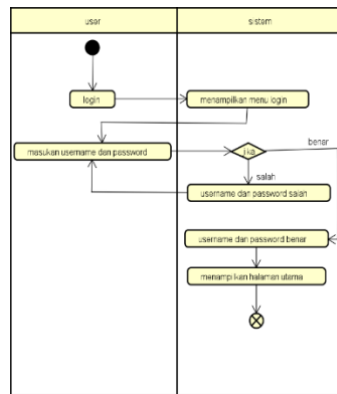 user
sistem
login
menampilkan menu login
masukan username dan password
jika
benar
salah
username dan password salah
username dan password benar
menampilkan halaman utama